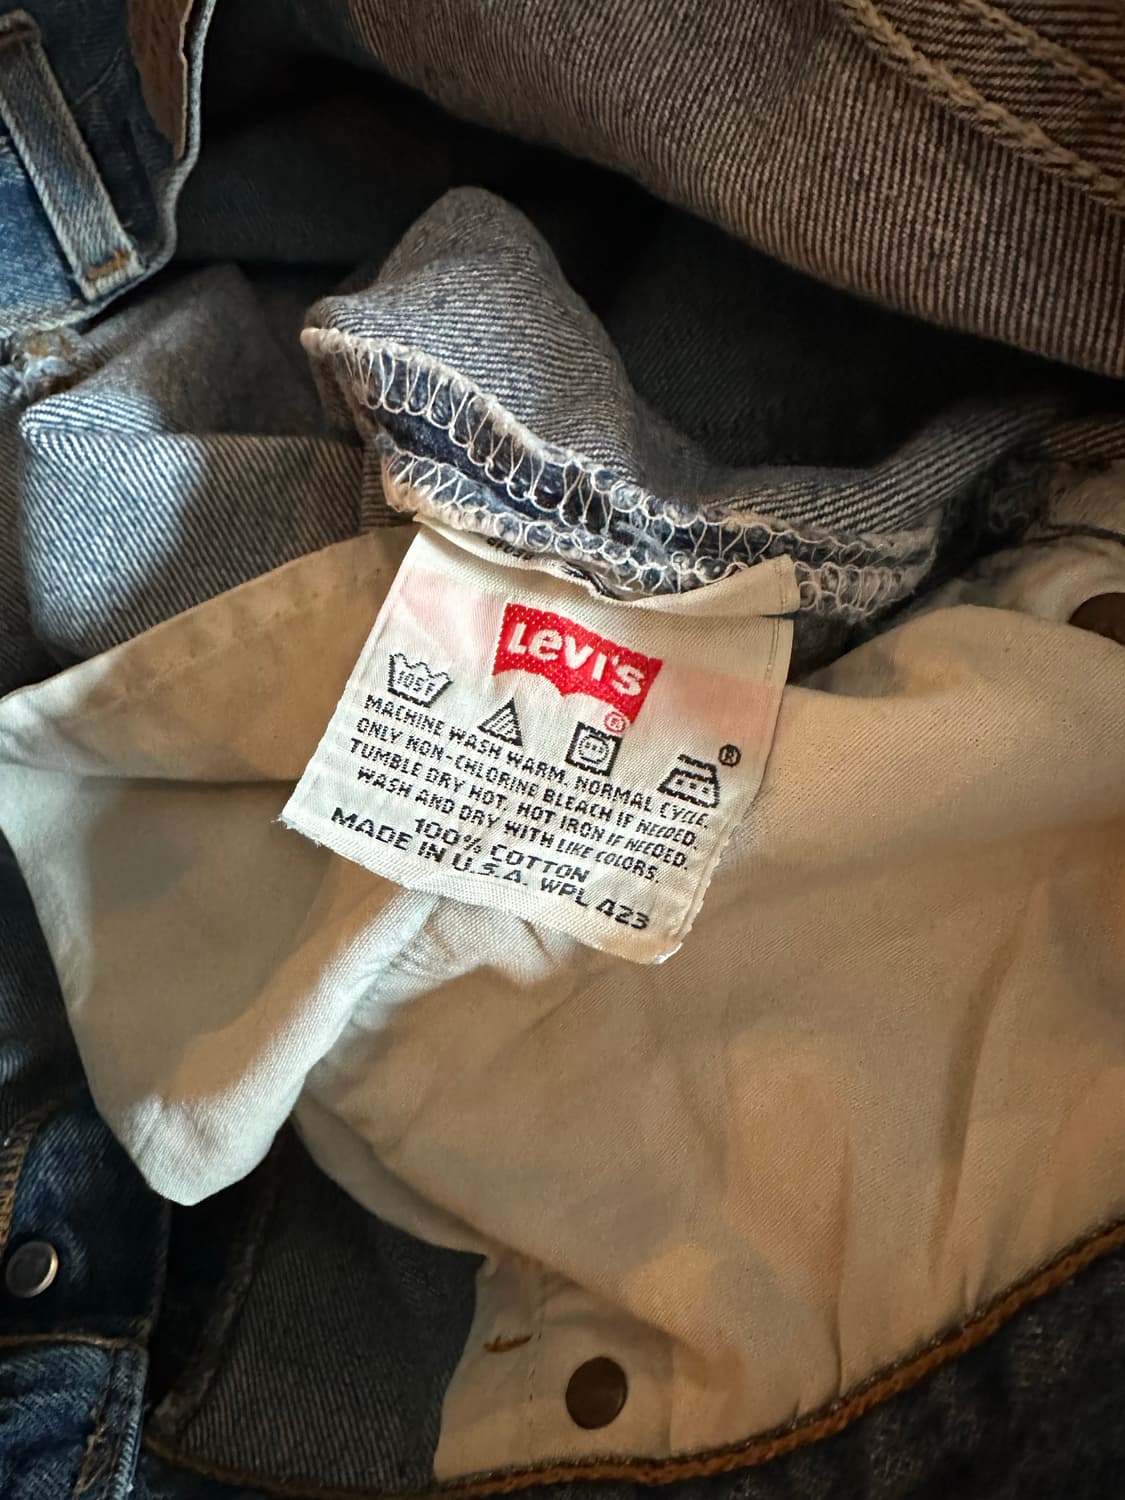 Levi's ®
105F
®
MACHINE WASH WARM. NORMAL CYCLE.
ONLY NON-CHLORINE BLEACH IF NEEDED.
TUMBLE DRY HOT, HOT IRON IF NEEDED.
WASH AND DRY WITH LIKE COLORS.
100% COTTON
MADE IN U.S.A. WPL 423